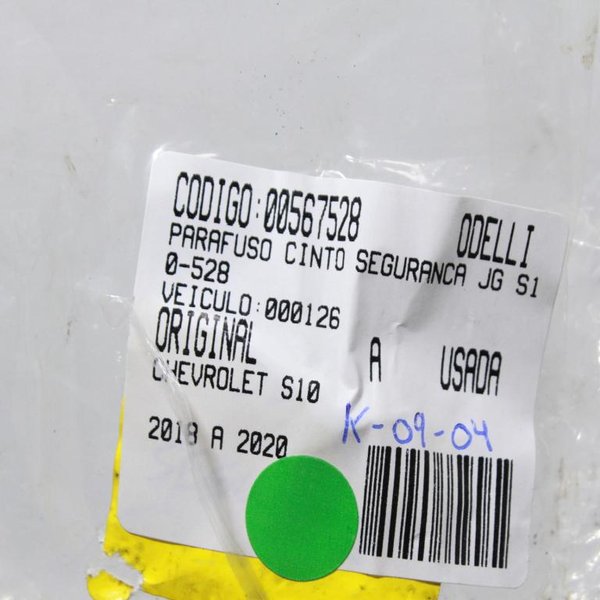 CODIGO:00567528 ODELLI
PARAFUSO CINTO SEGURANCA JG S1
0-528
VEICULO:000126
ORIGINAL A USADA
CHEVROLET S10
K-09-04
2018 A 2020